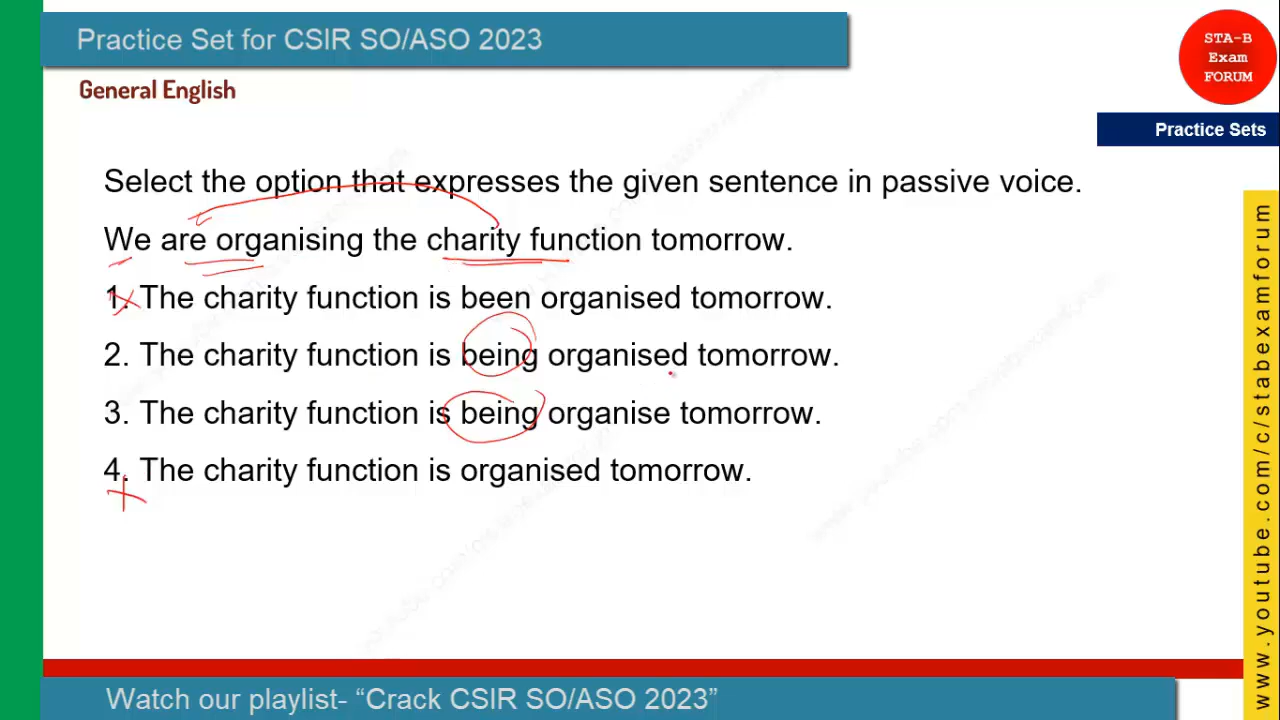 Practice Set for CSIR SO/ASO 2023
STA-B
Exam
FORUM
General English
Practice Sets
Select the option that expresses the given sentence in passive voice.
We are organising the charity function tomorrow.
1. The charity function is been organised tomorrow.
2. The charity function is being organised tomorrow.
3. The charity function is being organise tomorrow.
4. The charity function is organised tomorrow.
www.youtube.com/c/stabexamforum
Watch our playlist- “Crack CSIR SO/ASO 2023”